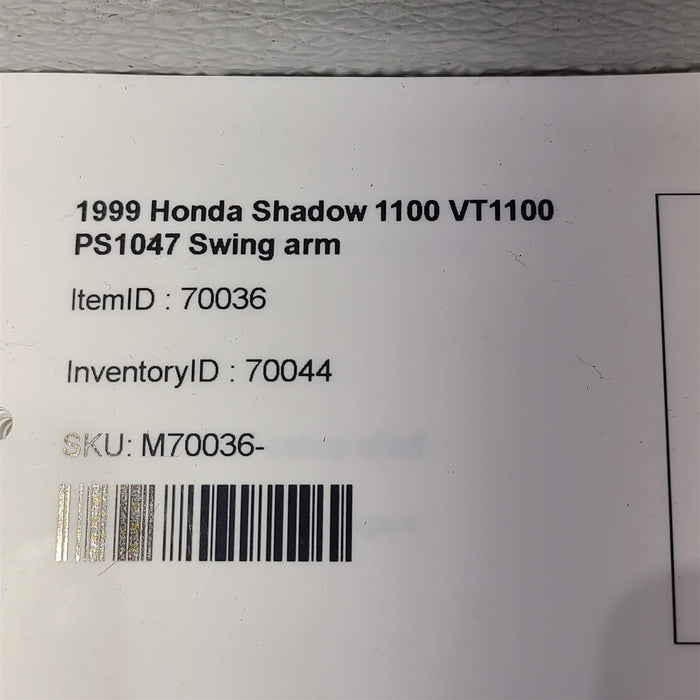 1999 Honda Shadow 1100 VT1100
PS1047 Swing arm
ItemID : 70036
InventoryID : 70044
SKU: M70036-